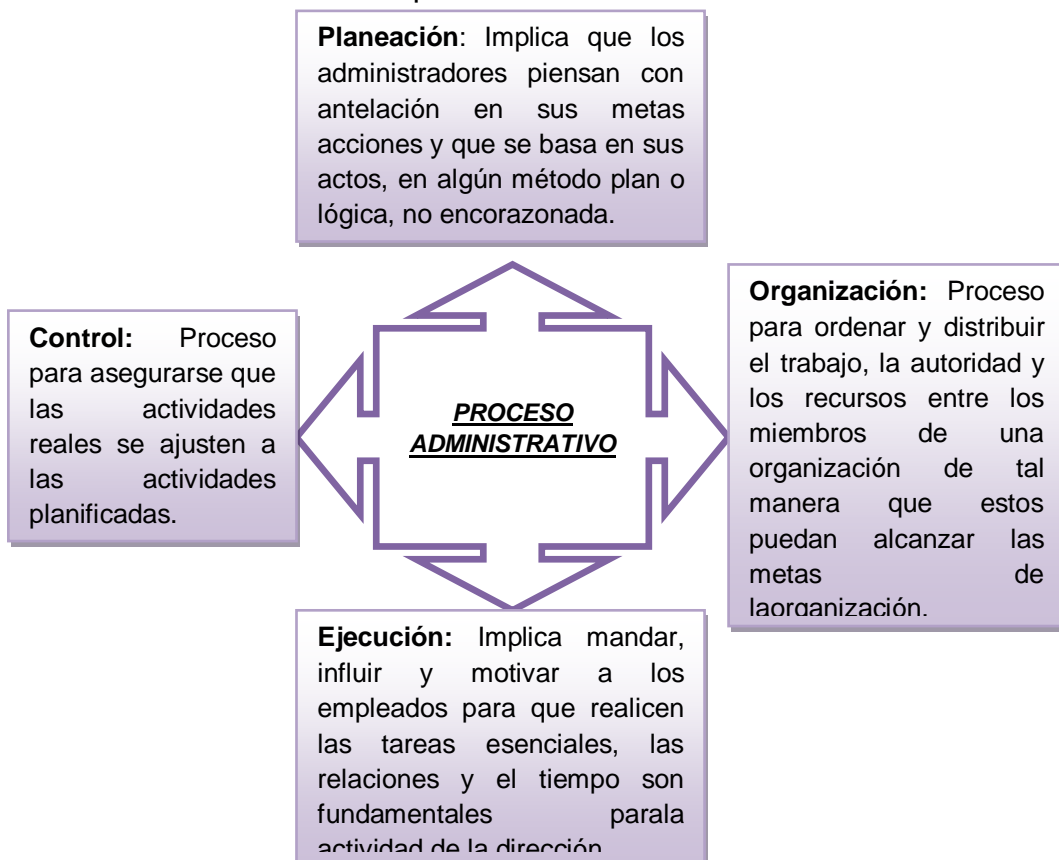 Planeación: Implica que los
administradores piensan con
antelación en sus metas
acciones y que se basa en sus
actos, en algún método plan o
lógica, no encorazonada.
Organización: Proceso
para ordenar y distribuir
el trabajo, la autoridad y
los recursos entre los
miembros de una
organización de tal
manera que estos
puedan alcanzar las
metas de
laorganización.
Control: Proceso
para asegurarse que
las actividades
reales se ajusten a
las actividades
planificadas.
PROCESO
ADMINISTRATIVO
Ejecución: Implica mandar,
influir y motivar a los
empleados para que realicen
las tareas esenciales, las
relaciones y el tiempo son
fundamentales parala
actividad de la dirección